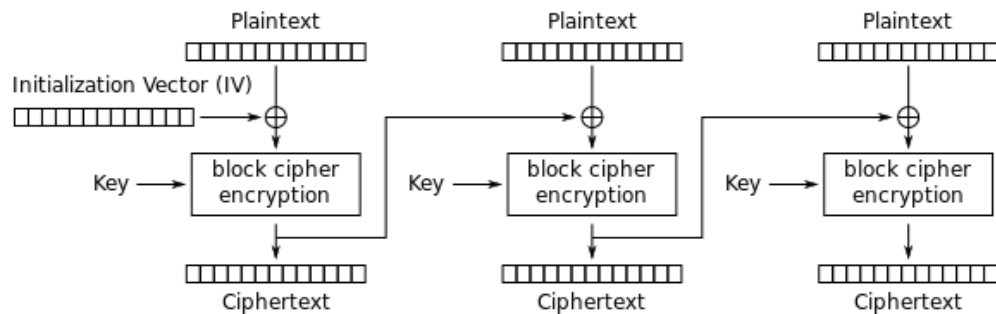 Plaintext Plaintext Plaintext
Initialization Vector (IV)
Key block cipher encryption Key block cipher encryption Key block cipher encryption
Ciphertext Ciphertext Ciphertext